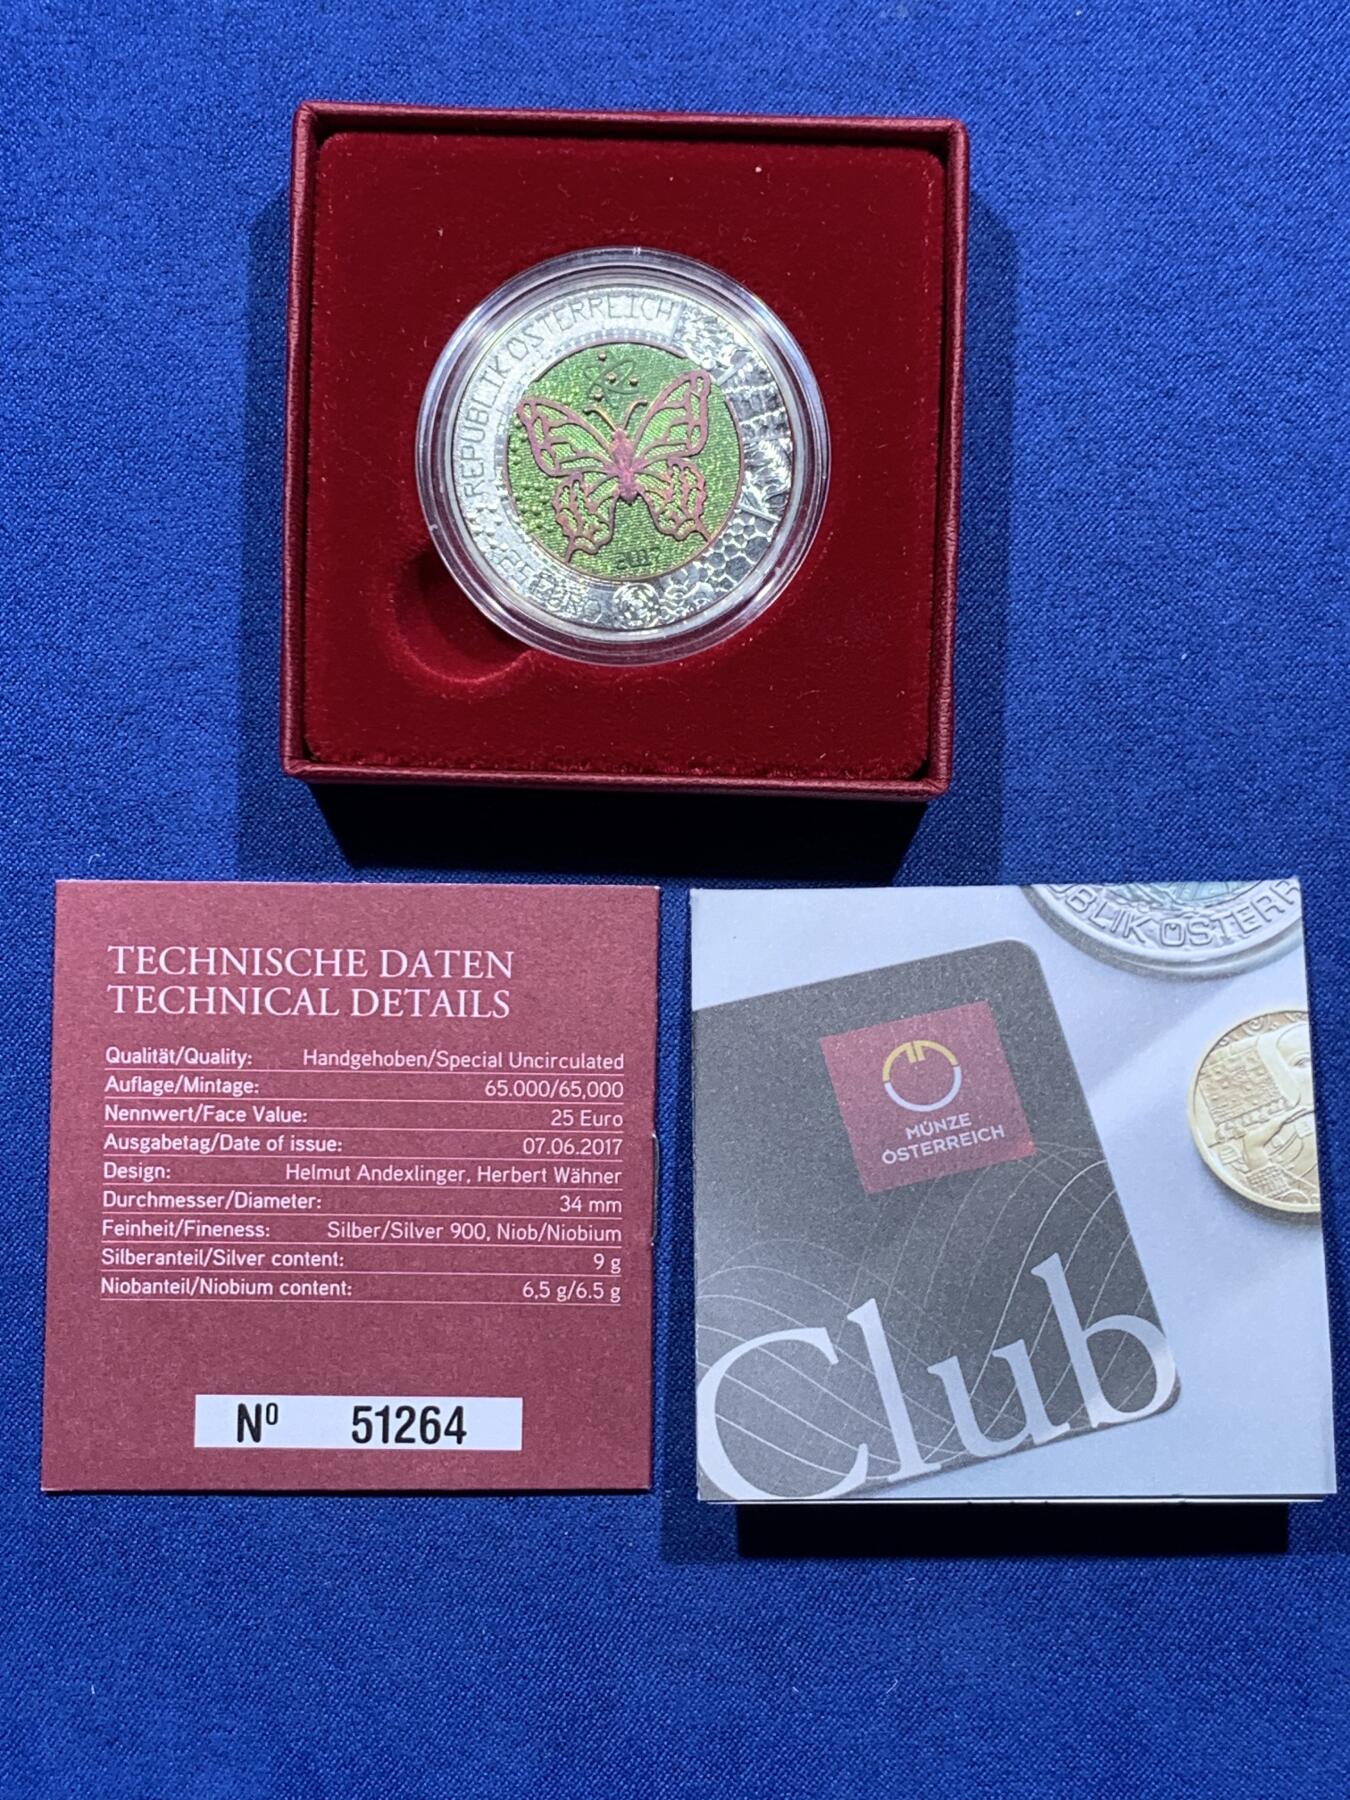 REPUBLIK ÖSTERREICH
25 EURO
2017
TECHNISCHE DATEN
TECHNICAL DETAILS
Qualität/Quality: Handgehoben/Special Uncirculated
Auflage/Mintage: 65.000/65,000
Nennwert/Face Value: 25 Euro
Ausgabetag/Date of issue: 07.06.2017
Design: Helmut Andexlinger, Herbert Wähner
Durchmesser/Diameter: 34 mm
Feinheit/Fineness: Silber/Silver 900, Niob/Niobium
Silberanteil/Silver content: 9 g
Niobanteil/Niobium content: 6,5 g/6.5 g
Nº 51264
BLIK·ÖSTERR
MÜNZE
ÖSTERREICH
Club